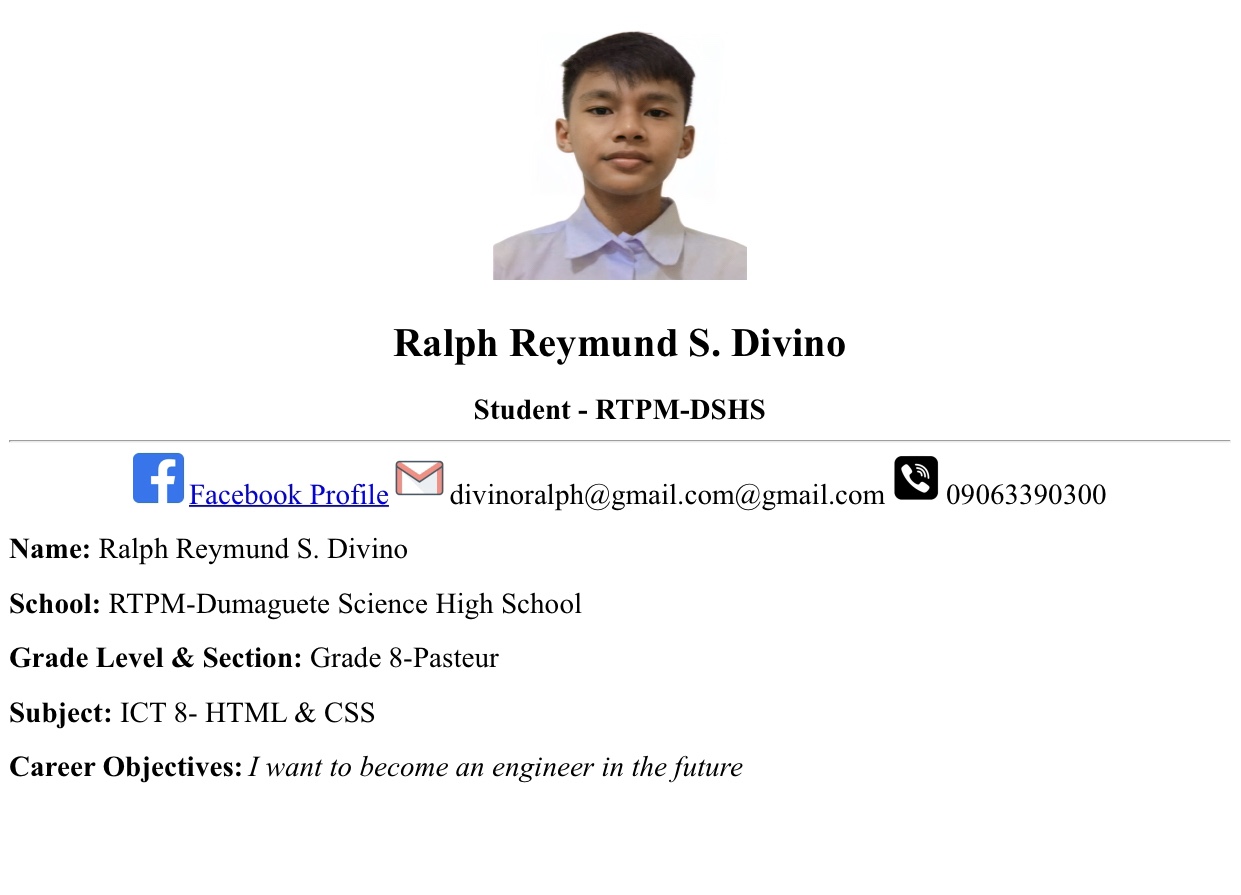 Ralph Reymund S. Divino
Student - RTPM-DSHS
Facebook Profile divinoralph@gmail.com@gmail.com 09063390300
Name: Ralph Reymund S. Divino
School: RTPM-Dumaguete Science High School
Grade Level & Section: Grade 8-Pasteur
Subject: ICT 8- HTML & CSS
Career Objectives: I want to become an engineer in the future